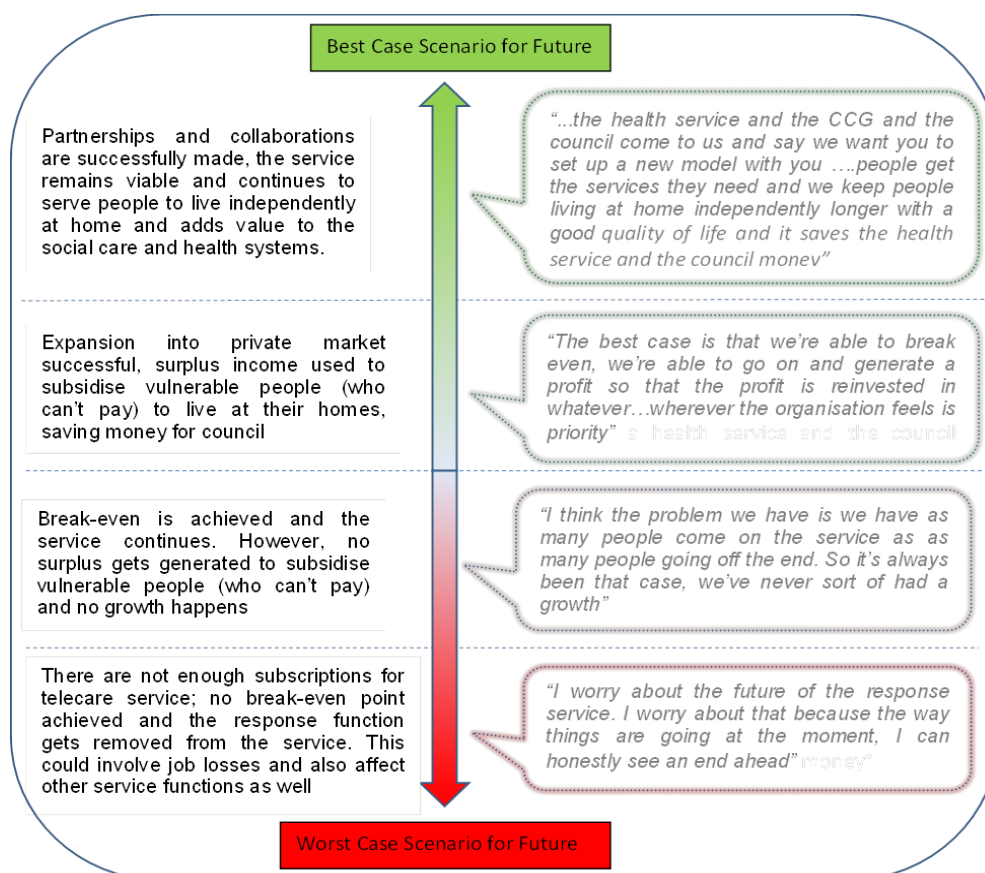 Best Case Scenario for Future
Partnerships and collaborations
are successfully made, the service
remains viable and continues to
serve people to live independently
at home and adds value to the
social care and health systems.
“...the health service and the CCG and the
council come to us and say we want you to
set up a new model with you ….people get
the services they need and we keep people
living at home independently longer with a
good quality of life and it saves the health
service and the council money”
Expansion into private market
successful, surplus income used to
subsidise vulnerable people (who
can’t pay) to live at their homes,
saving money for council
“The best case is that we’re able to break
even, we’re able to go on and generate a
profit so that the profit is reinvested in
whatever…wherever the organisation feels is
priority” s health service and the council
Break-even is achieved and the
service continues. However, no
surplus gets generated to subsidise
vulnerable people (who can’t pay)
and no growth happens
“I think the problem we have is we have as
many people come on the service as as
many people going off the end. So it’s always
been that case, we’ve never sort of had a
growth”
There are not enough subscriptions for
telecare service; no break-even point
achieved and the response function
gets removed from the service. This
could involve job losses and also affect
other service functions as well
“I worry about the future of the response
service. I worry about that because the way
things are going at the moment, I can
honestly see an end ahead” money”
Worst Case Scenario for Future